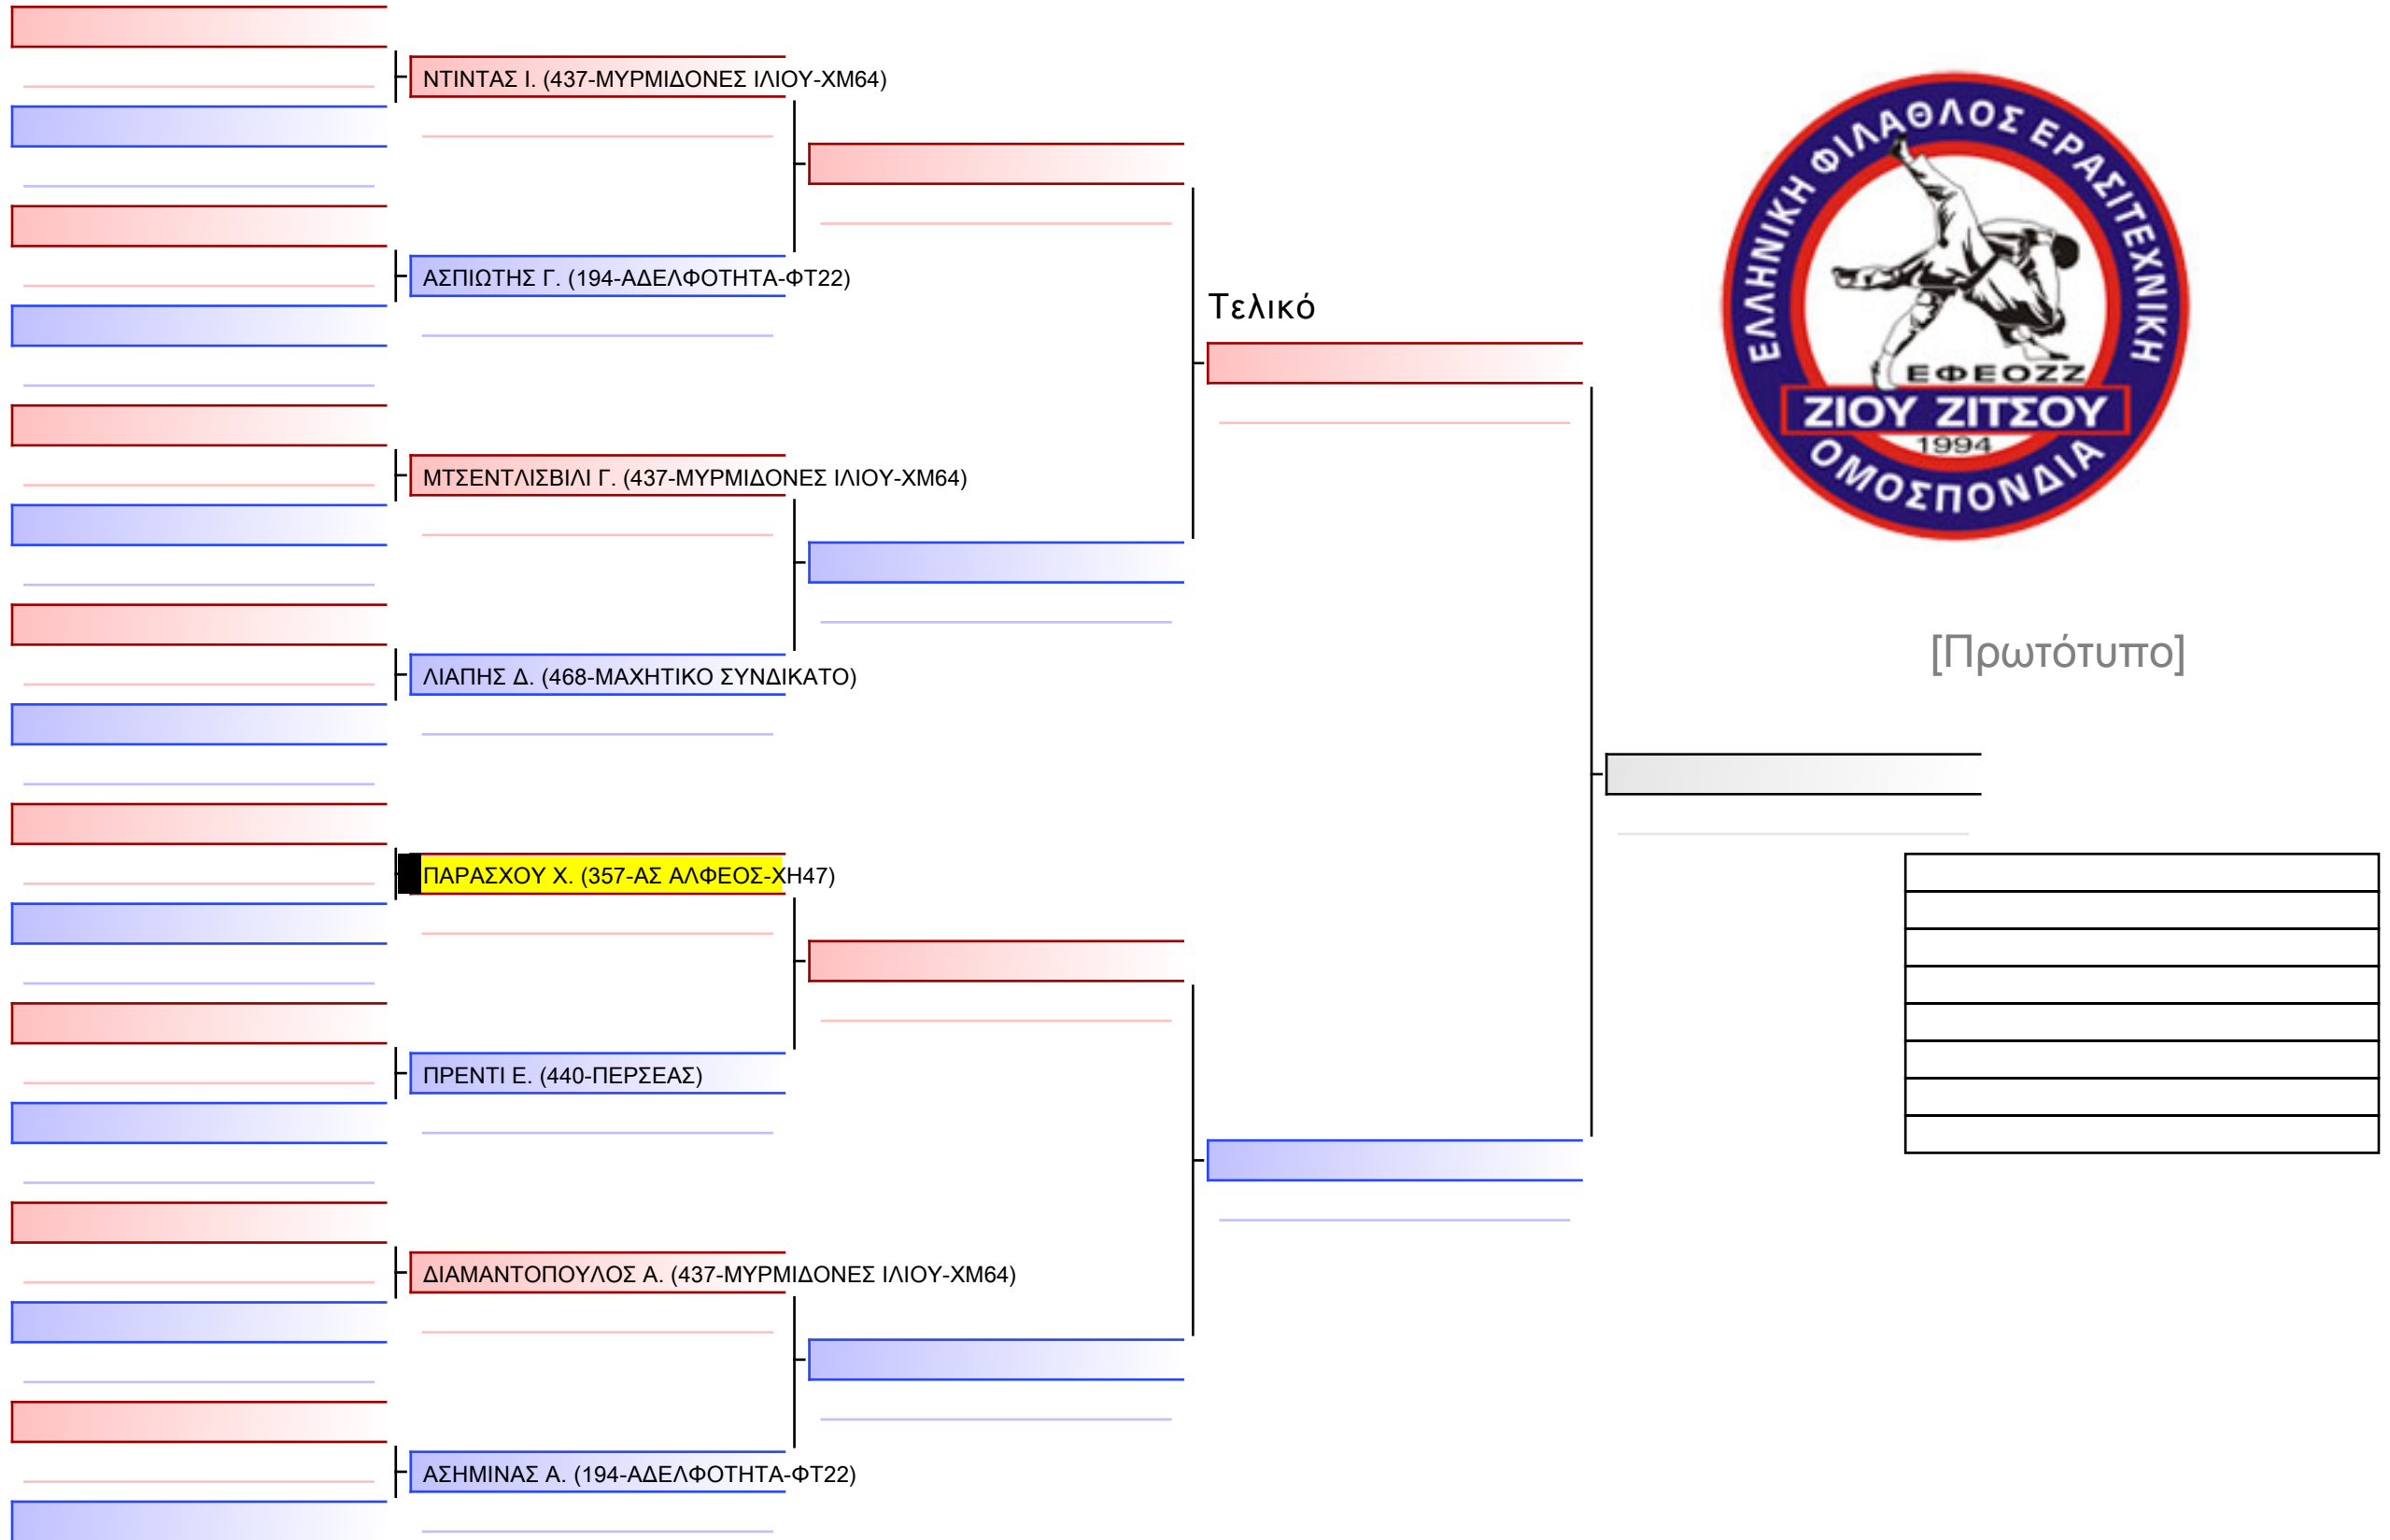 ΝΤΙΝΤΑΣ Ι. (437-ΜΥΡΜΙΔΟΝΕΣ ΙΛΙΟΥ-ΧΜ64)
ΑΣΠΙΩΤΗΣ Γ. (194-ΑΔΕΛΦΟΤΗΤΑ-ΦΤ22)
ΜΤΣΕΝΤΛΙΣΒΙΛΙ Γ. (437-ΜΥΡΜΙΔΟΝΕΣ ΙΛΙΟΥ-ΧΜ64)
ΛΙΑΠΗΣ Δ. (468-ΜΑΧΗΤΙΚΟ ΣΥΝΔΙΚΑΤΟ)
ΠΑΡΑΣΧΟΥ Χ. (357-ΑΣ ΑΛΦΕΟΣ-ΧΗ47)
ΠΡΕΝΤΙ Ε. (440-ΠΕΡΣΕΑΣ)
ΔΙΑΜΑΝΤΟΠΟΥΛΟΣ Α. (437-ΜΥΡΜΙΔΟΝΕΣ ΙΛΙΟΥ-ΧΜ64)
ΑΣΗΜΙΝΑΣ Α. (194-ΑΔΕΛΦΟΤΗΤΑ-ΦΤ22)
Τελικό
ΕΛΛΗΝΙΚΗ ΦΙΛΑΘΛΟΣ ΕΡΑΣΙΤΕΧΝΙΚΗ
ΕΦΕΟΖΖ
ΖΙΟΥ ΖΙΤΣΟΥ
1994
ΟΜΟΣΠΟΝΔΙΑ
[Πρωτότυπο]